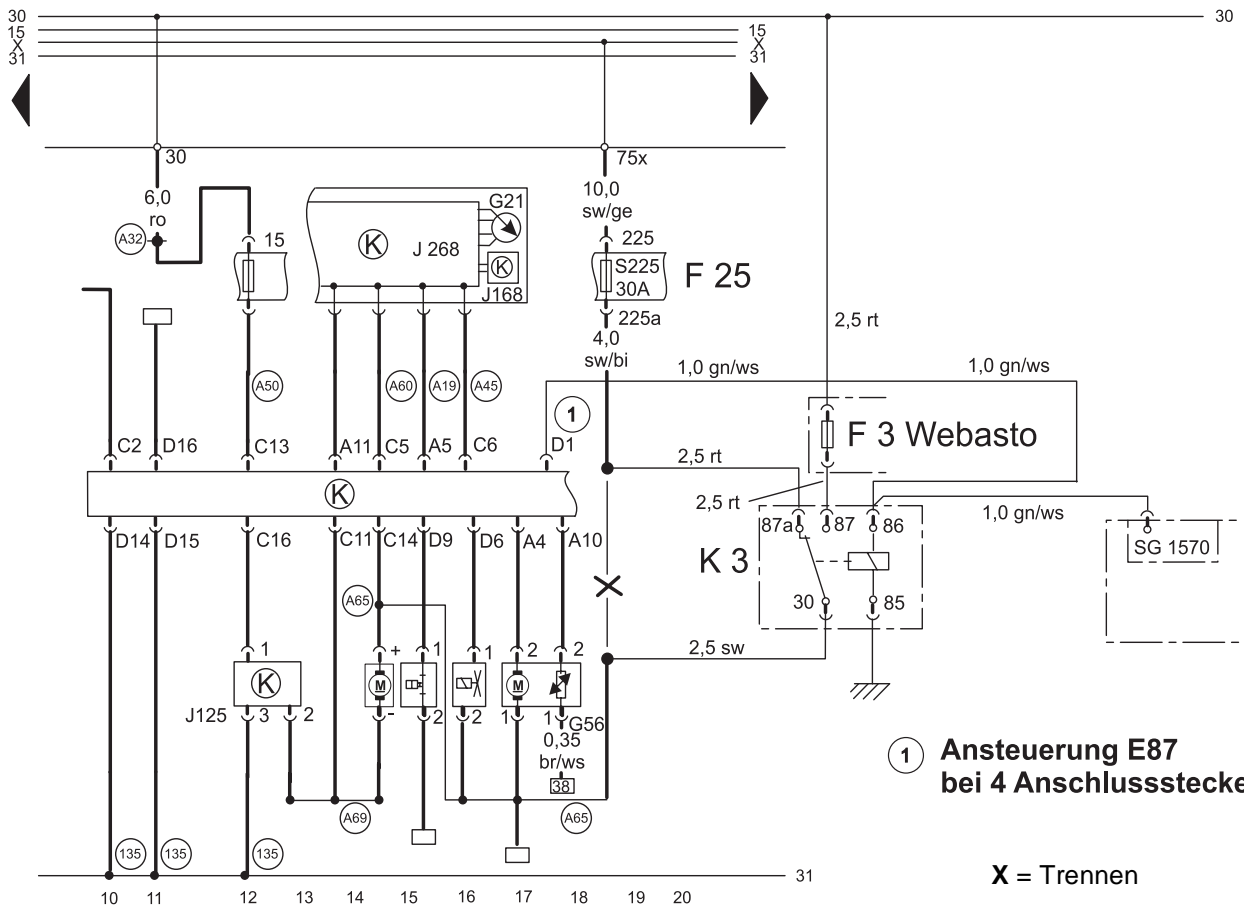 30
15
X
31
30
15
X
31
30
75x
6,0
ro
A32
15
G21
J 268
K
K
J168
10,0
sw/ge
225
S225
30A
F 25
225a
4,0
sw/bi
2,5 rt
1,0 gn/ws
1,0 gn/ws
A50
A60
A19
A45
1
F 3 Webasto
C2
D16
C13
A11
C5
A5
C6
D1
2,5 rt
2,5 rt
K
87a
87
86
1,0 gn/ws
SG 1570
D14
D15
C16
C11
C14
D9
D6
A4
A10
K 3
30
85
A65
X
1
+
1
1
2
2
2,5 sw
K
M
M
J125
3
2
-
2
2
1
1
G56
0,35
br/ws
38
A69
A65
1 Ansteuerung E87
bei 4 Anschlussstecke
135
135
135
31
X = Trennen
10 11 12 13 14 15 16 17 18 19 20